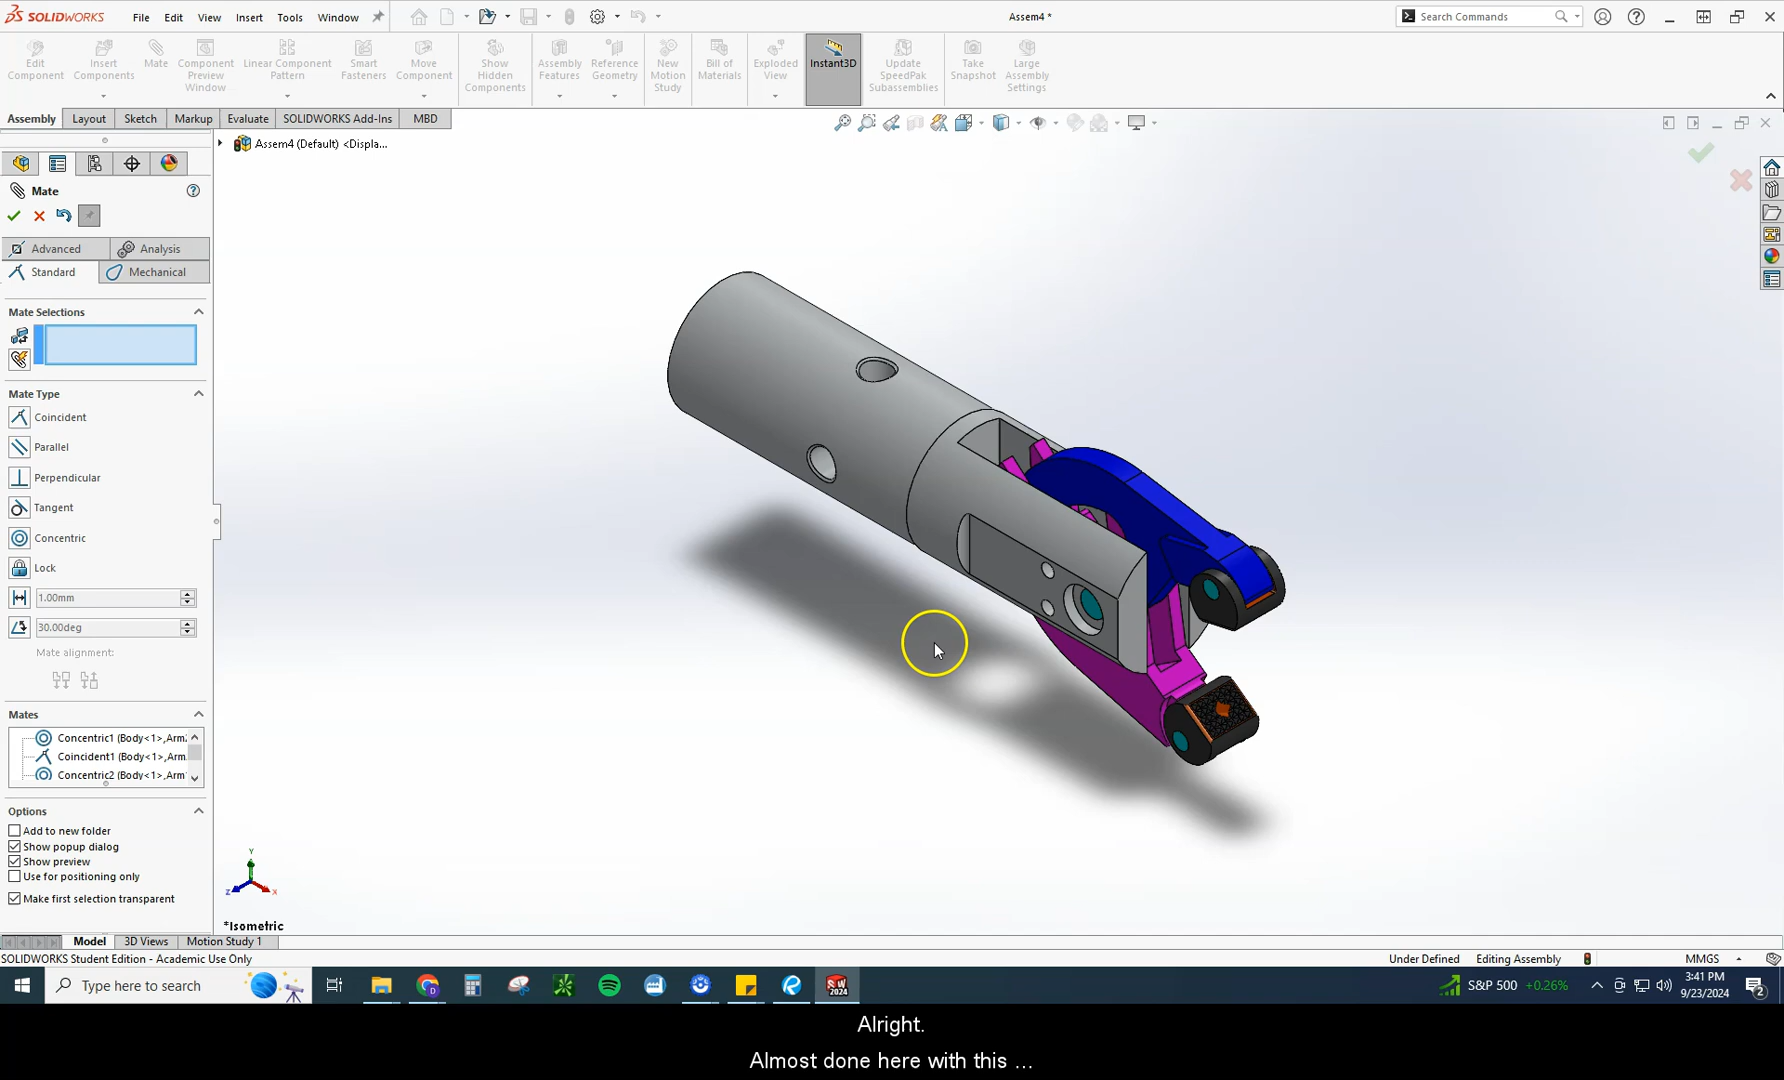 SOLIDWORKS File Edit View Insert Tools Window Assem4 * Search Commands
Edit Component
Insert Components
Mate
Component Preview Window
Linear Component Pattern
Smart Fasteners
Move Component
Show Hidden Components
Assembly Features
Reference Geometry
New Motion Study
Bill of Materials
Exploded View
Instant3D
Update SpeedPak Subassemblies
Take Snapshot
Large Assembly Settings
Assembly Layout Sketch Markup Evaluate SOLIDWORKS Add-Ins MBD
Assem4 (Default) <Displa...
Mate
Advanced Analysis
Standard Mechanical
Mate Selections
Mate Type
Coincident
Parallel
Perpendicular
Tangent
Concentric
Lock
1.00mm
30.00deg
Mate alignment:
Mates
Concentric1 (Body<1>,Arm2
Coincident1 (Body<1>,Arm
Concentric2 (Body<1>,Arm
Options
Add to new folder
Show popup dialog
Show preview
Use for positioning only
Make first selection transparent
Y
Z X
*Isometric
Model 3D Views Motion Study 1
SOLIDWORKS Student Edition - Academic Use Only Under Defined Editing Assembly MMGS
Type here to search S&P 500 +0.26% 3:41 PM
9/23/2024 2
Alright.
Almost done here with this ...